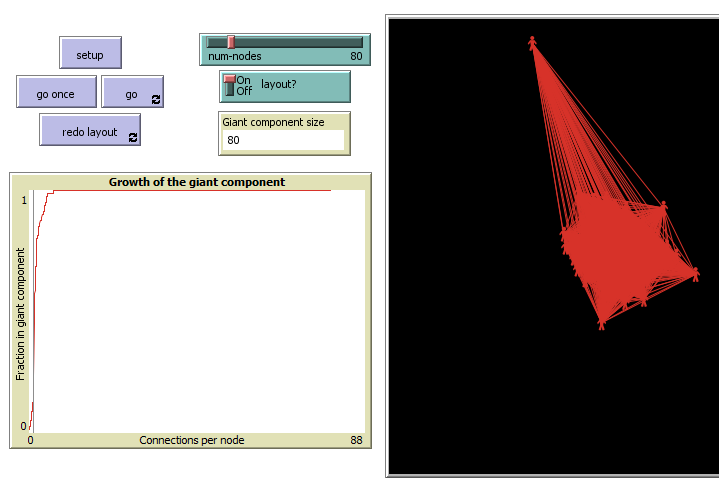 setup
num-nodes 80
On
Off
layout?
go once
go
redo layout
Giant component size
80
Growth of the giant component
1
Fraction in giant component
0
0 Connections per node 88